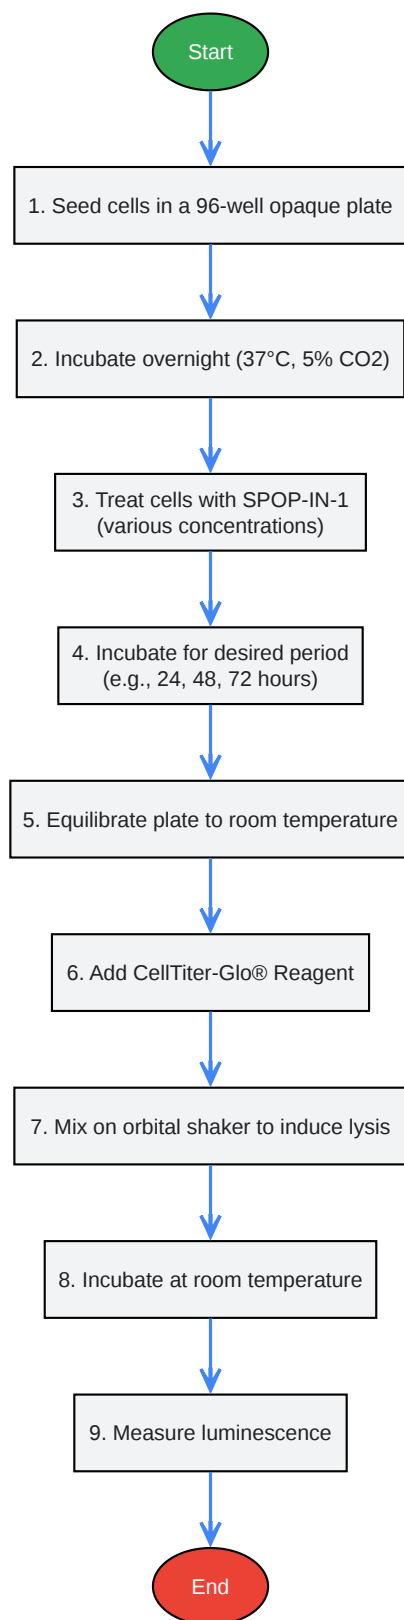 Start
1. Seed cells in a 96-well opaque plate
2. Incubate overnight (37°C, 5% CO2)
3. Treat cells with SPOP-IN-1
(various concentrations)
4. Incubate for desired period
(e.g., 24, 48, 72 hours)
5. Equilibrate plate to room temperature
6. Add CellTiter-Glo® Reagent
7. Mix on orbital shaker to induce lysis
8. Incubate at room temperature
9. Measure luminescence
End